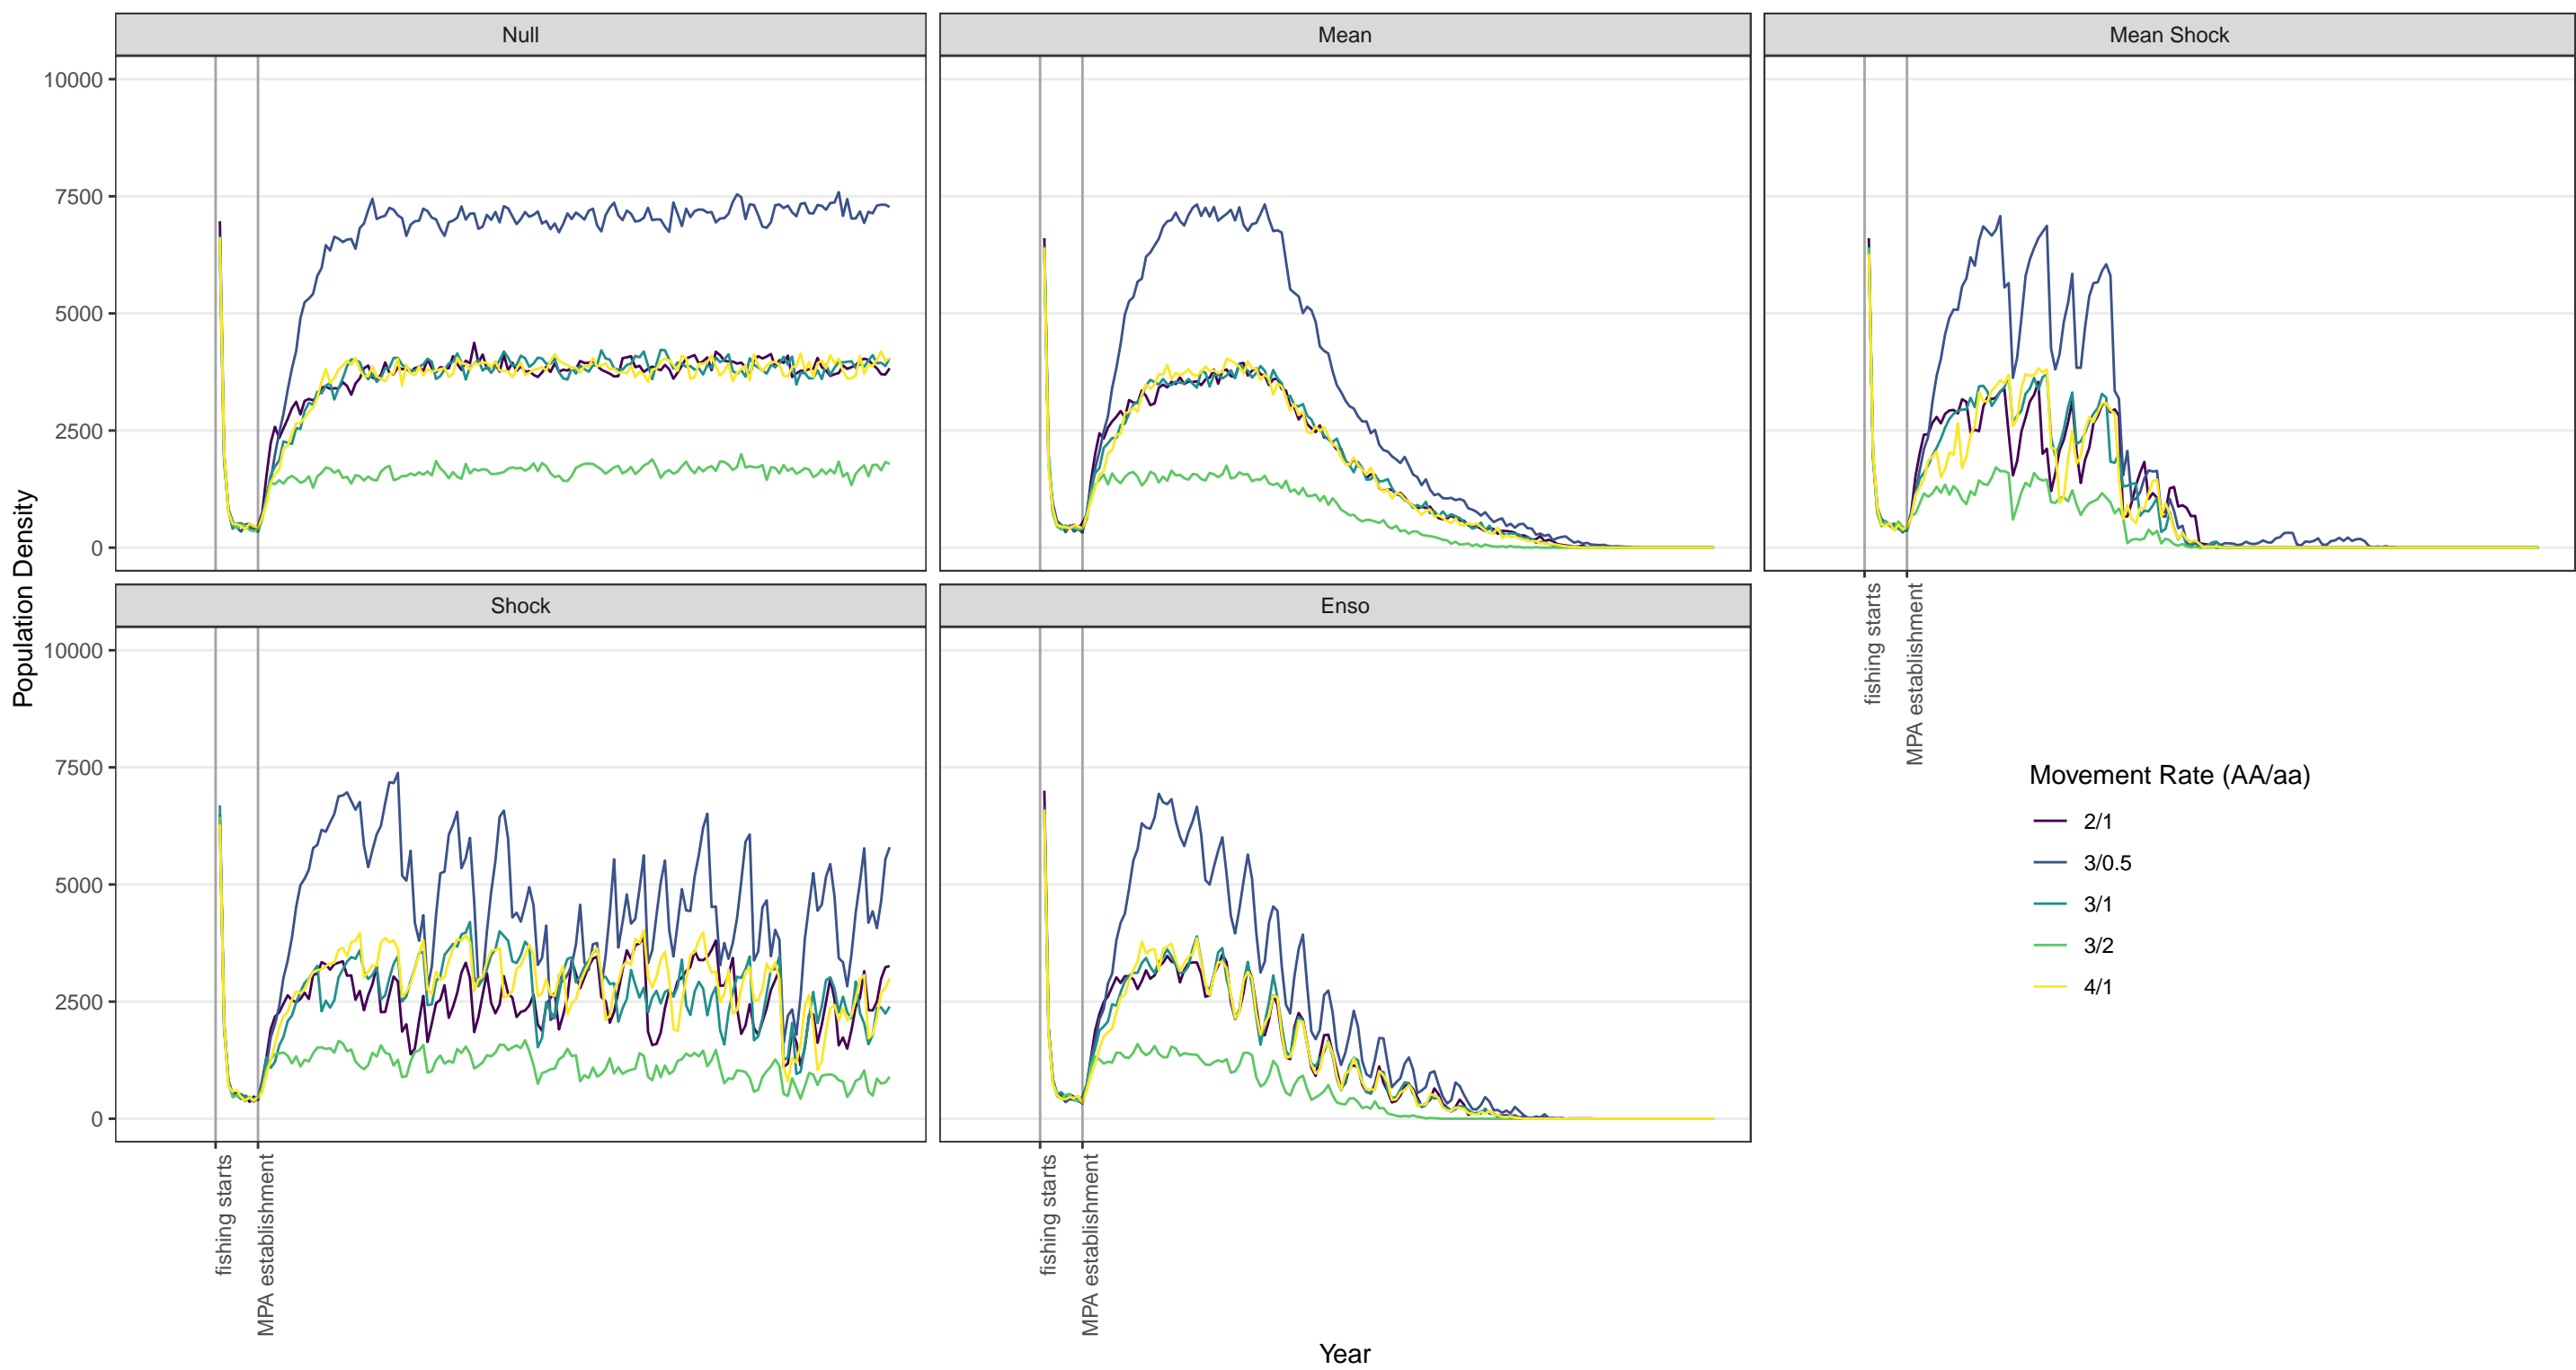 Null
Mean
Mean Shock
10000
7500
5000
2500
0
Shock
Enso
10000
7500
5000
2500
0
Population Density
fishing starts
MPA establishment
fishing starts
MPA establishment
fishing starts
MPA establishment
Year
Movement Rate (AA/aa)
2/1
3/0.5
3/1
3/2
4/1